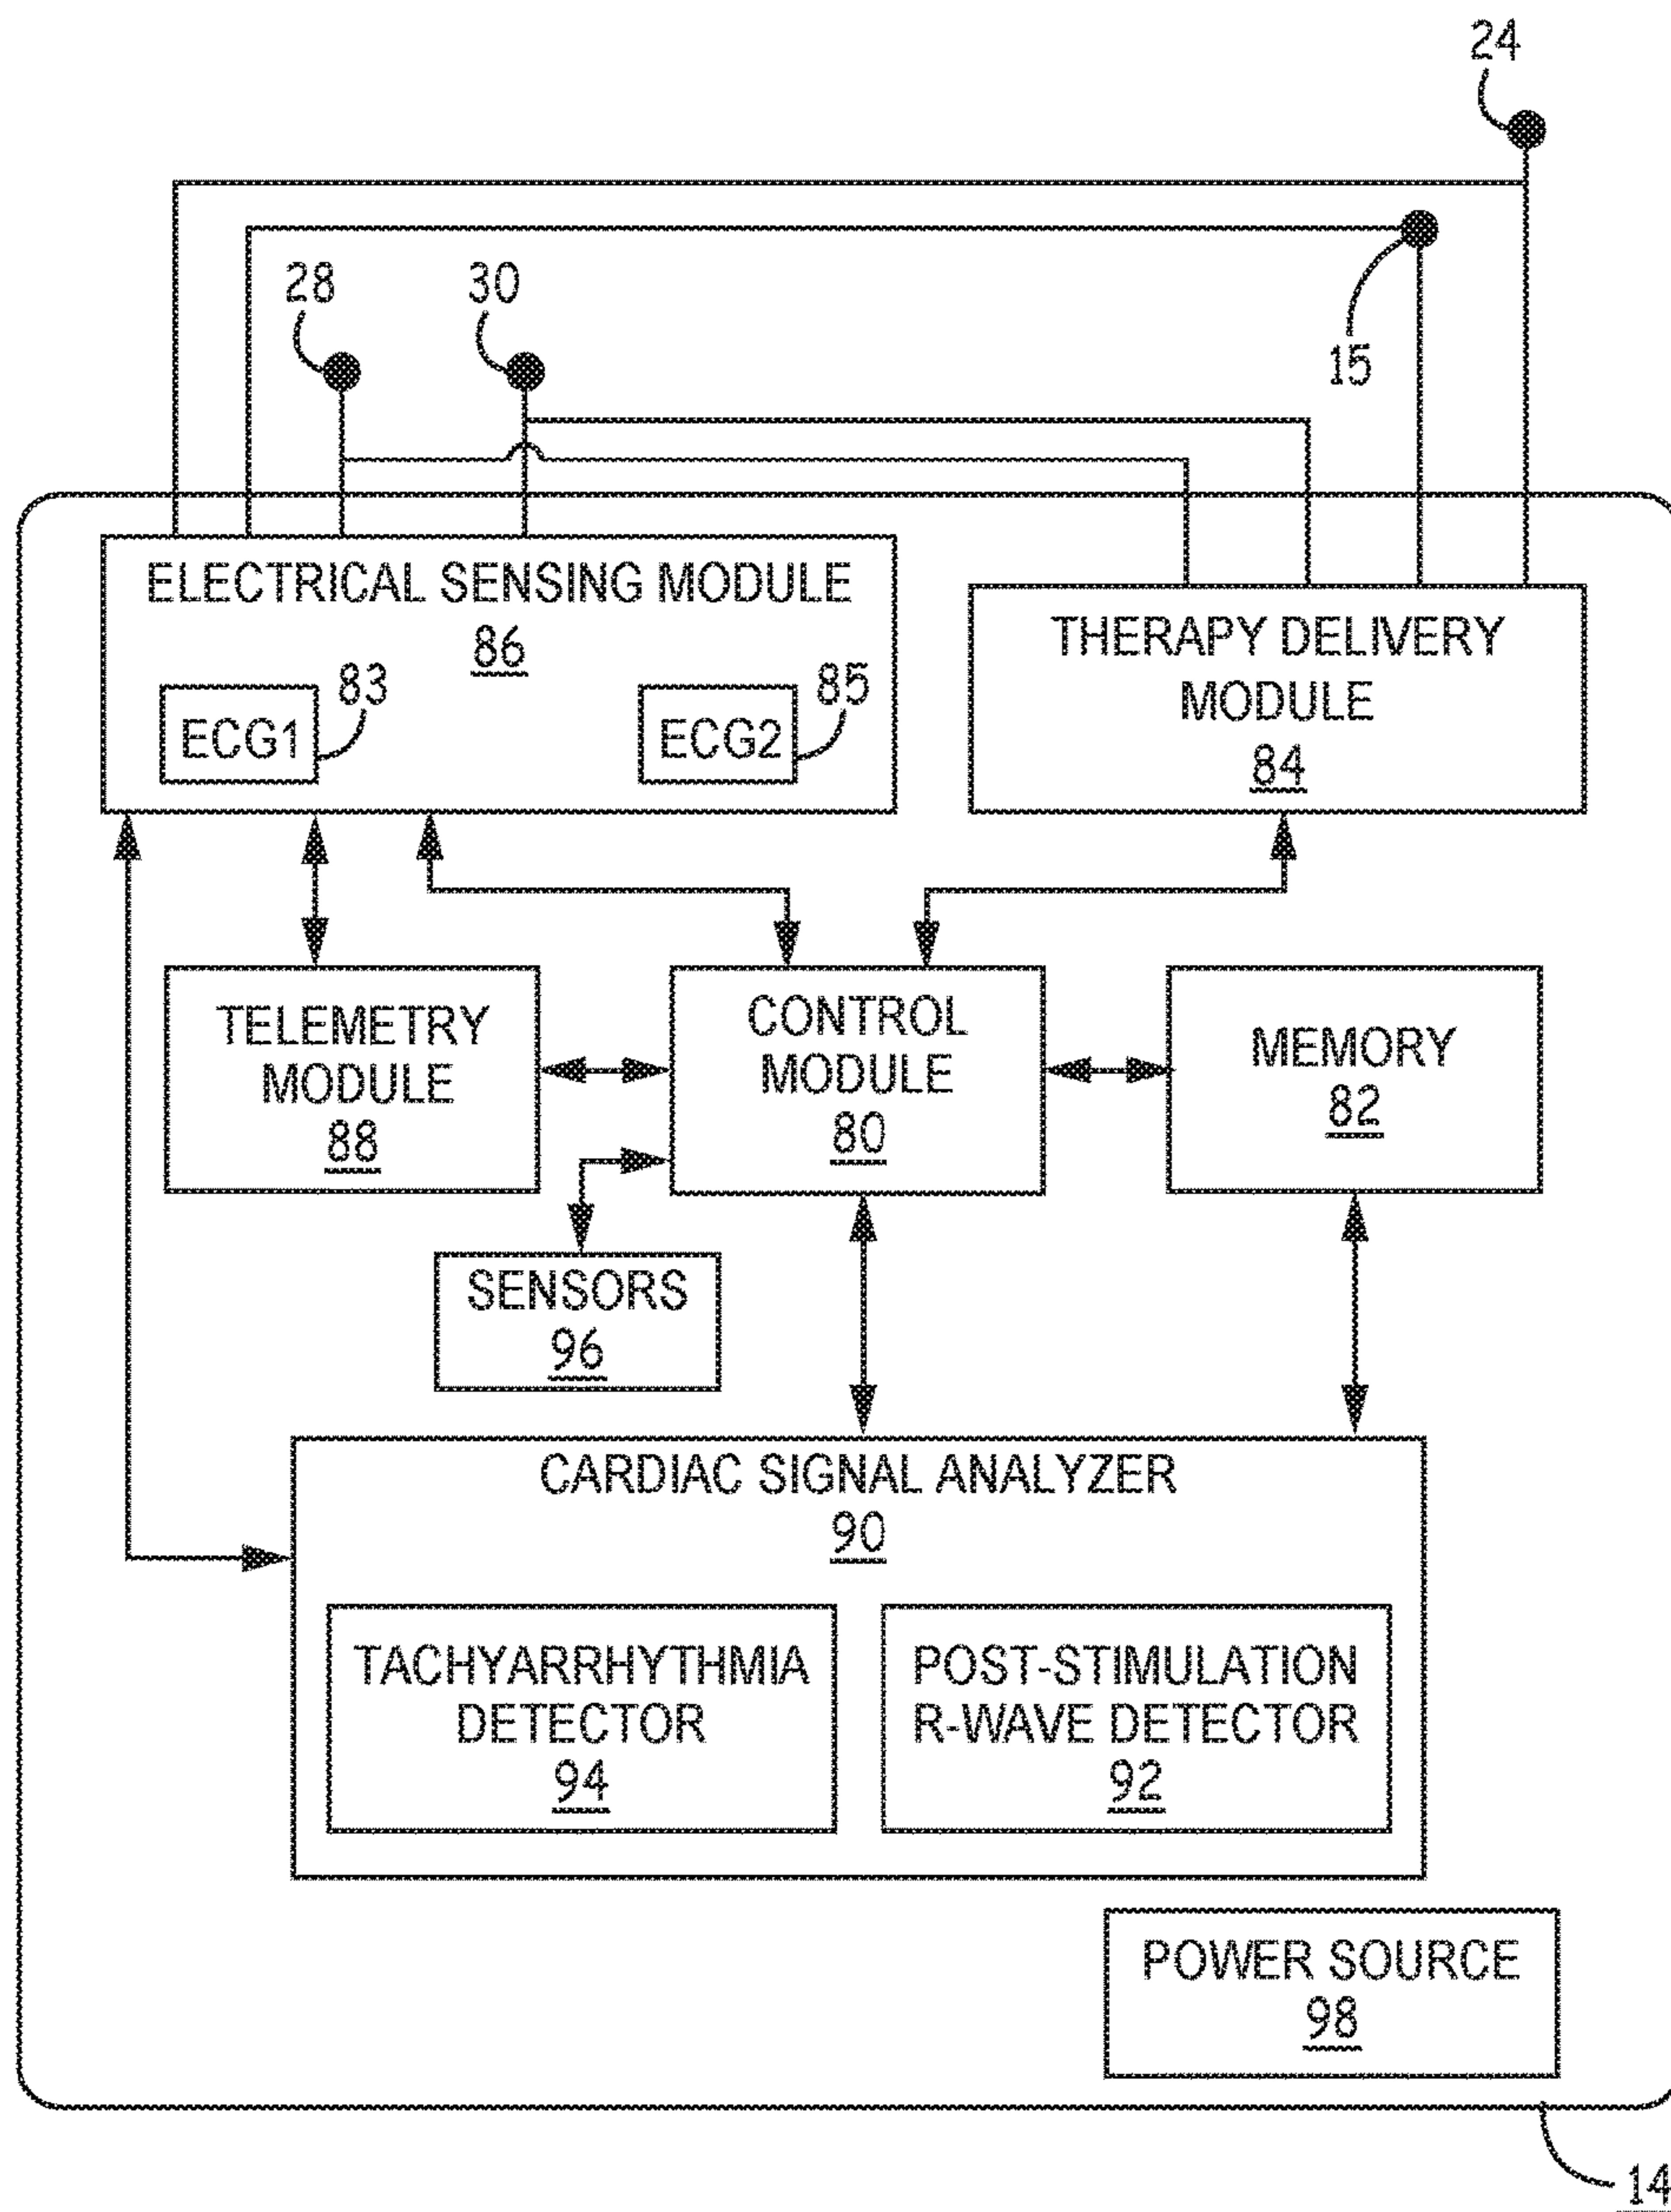 24
28
30
15
ELECTRICAL SENSING MODULE
86
83
85
ECG1
ECG2
THERAPY DELIVERY
MODULE
84
TELEMETRY
MODULE
88
CONTROL
MODULE
80
MEMORY
82
SENSORS
96
CARDIAC SIGNAL ANALYZER
90
TACHYARRHYTHMIA
DETECTOR
94
POST-STIMULATION
R-WAVE DETECTOR
92
POWER SOURCE
98
14